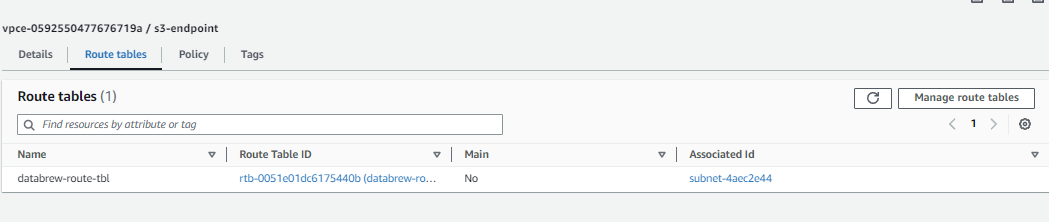 vpce-0592550477676719a / s3-endpoint
Details Route tables Policy Tags
Route tables (1)
Manage route tables
Find resources by attribute or tag
1
Name Route Table ID Main Associated Id
databrew-route-tbl rtb-0051e01dc6175440b (databrew-ro... No subnet-4aec2e44